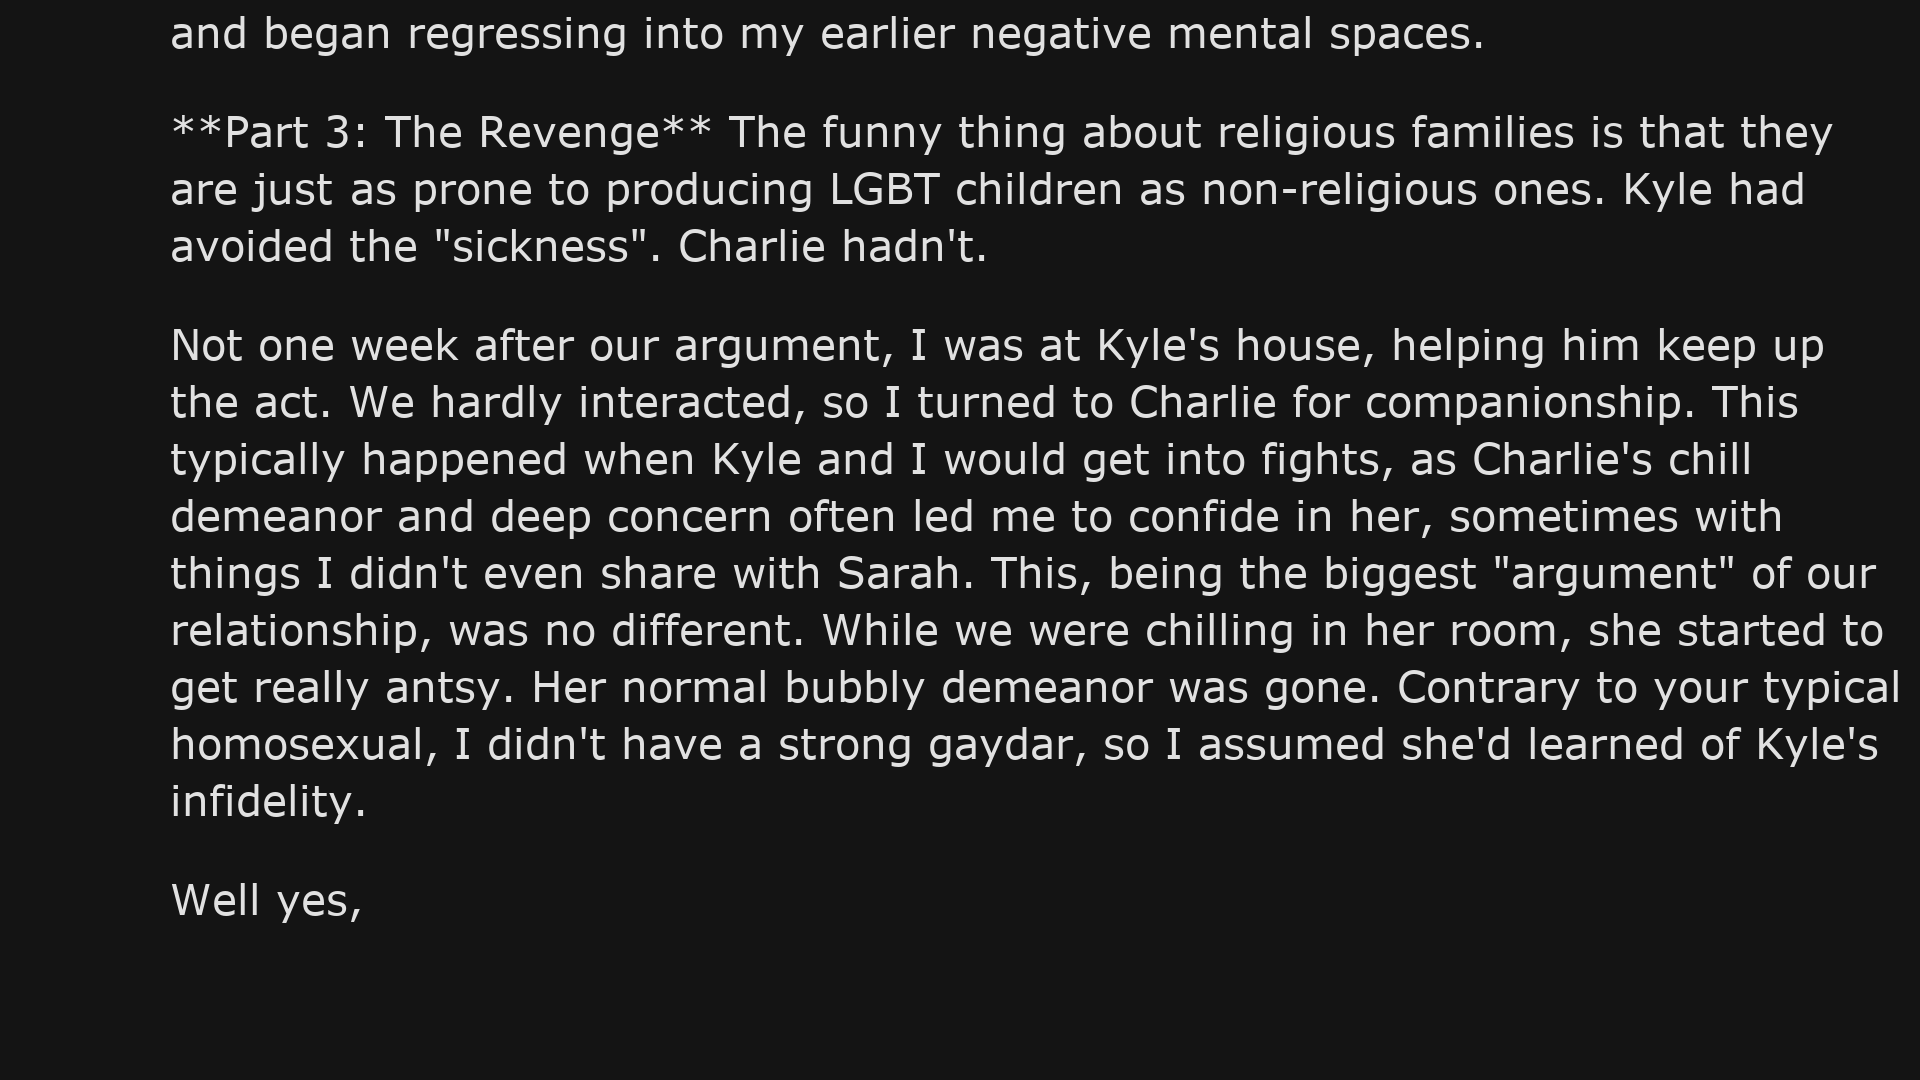 and began regressing into my earlier negative mental spaces.
**Part 3: The Revenge** The funny thing about religious families is that they
are just as prone to producing LGBT children as non-religious ones. Kyle had
avoided the "sickness". Charlie hadn't.
Not one week after our argument, I was at Kyle's house, helping him keep up
the act. We hardly interacted, so I turned to Charlie for companionship. This
typically happened when Kyle and I would get into fights, as Charlie's chill
demeanor and deep concern often led me to confide in her, sometimes with
things I didn't even share with Sarah. This, being the biggest "argument" of our
relationship, was no different. While we were chilling in her room, she started to
get really antsy. Her normal bubbly demeanor was gone. Contrary to your typical
homosexual, I didn't have a strong gaydar, so I assumed she'd learned of Kyle's
infidelity.
Well yes,